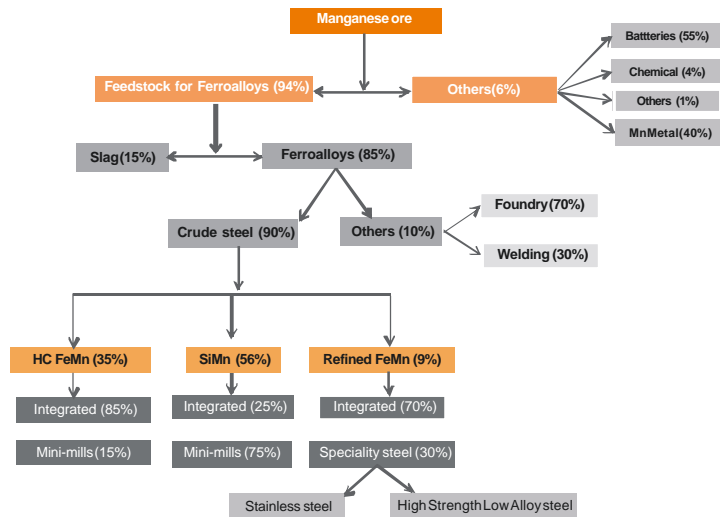 Manganese ore
Battteries (55%)
Feedstock for Ferroalloys (94%)
Others(6%)
Chemical (4%)
Others (1%)
MnMetal(40%)
Slag(15%)
Ferroalloys (85%)
Crude steel (90%)
Others (10%)
Foundry(70%)
Welding (30%)
HC FeMn (35%)
SiMn (56%)
Refined FeMn (9%)
Integrated (85%)
Integrated (25%)
Integrated (70%)
Mini-mills(15%)
Mini-mills (75%)
Speciality steel (30%)
Stainless steel
High Strength Low Alloy steel